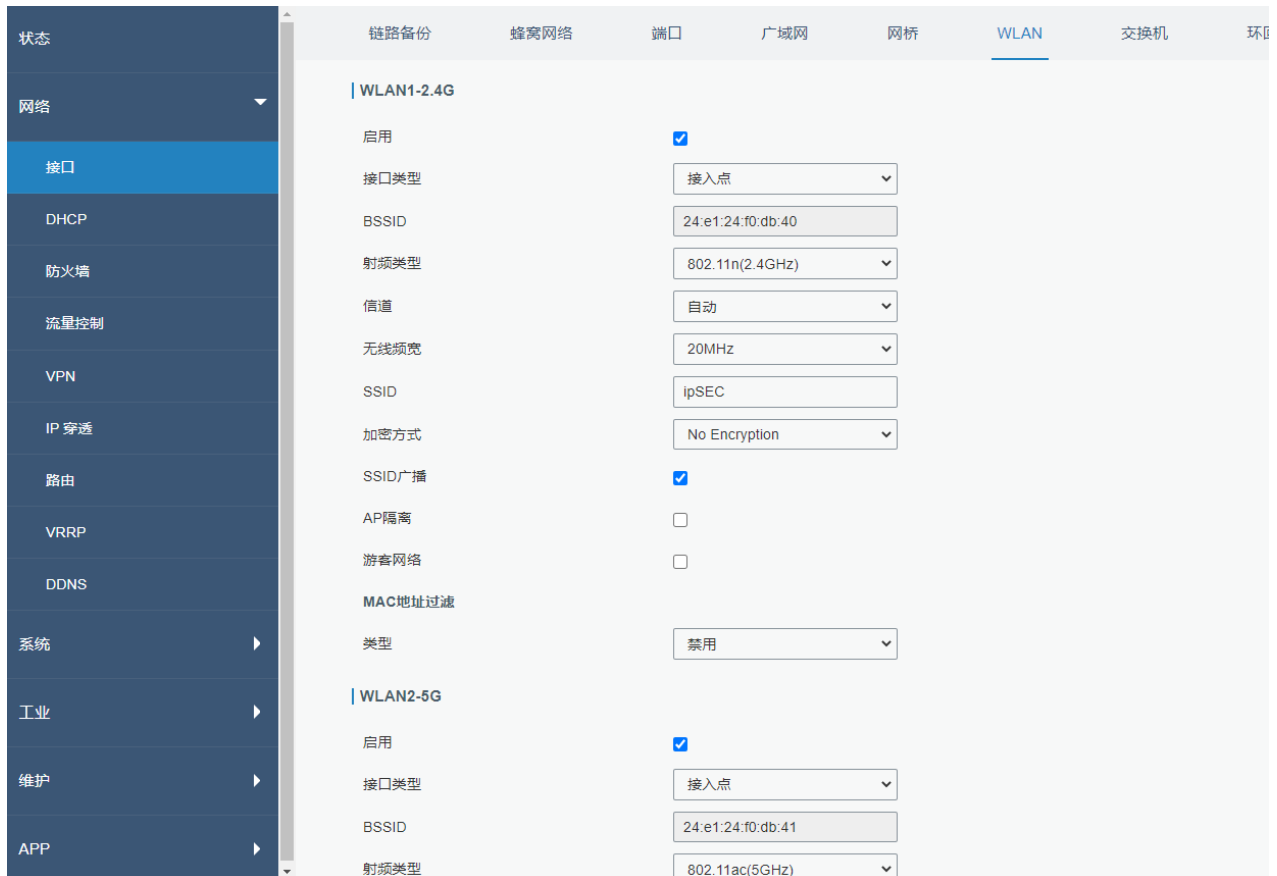 状态
网络
接口
DHCP
防火墙
流量控制
VPN
IP 穿透
路由
VRRP
DDNS
系统
工业
维护
APP
链路备份 蜂窝网络 端口 广域网 网桥 WLAN 交换机 环回
WLAN1-2.4G
启用
接口类型 接入点
BSSID 24:e1:24:f0:db:40
射频类型 802.11n(2.4GHz)
信道 自动
无线频宽 20MHz
SSID ipSEC
加密方式 No Encryption
SSID广播
AP隔离
游客网络
MAC地址过滤
类型 禁用
WLAN2-5G
启用
接口类型 接入点
BSSID 24:e1:24:f0:db:41
射频类型 802.11ac(5GHz)